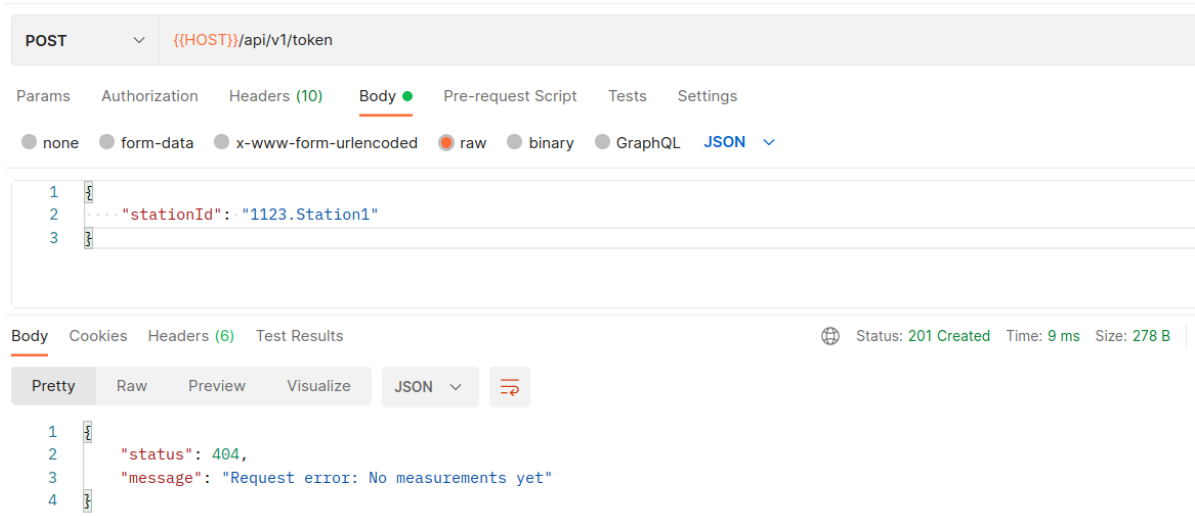 POST {{HOST}}/api/v1/token
Params Authorization Headers (10) Body Pre-request Script Tests Settings
none form-data x-www-form-urlencoded raw binary GraphQL JSON
1 {
2 "stationId": "1123.Station1"
3 }
Body Cookies Headers (6) Test Results Status: 201 Created Time: 9 ms Size: 278 B
Pretty Raw Preview Visualize JSON
1 {
2 "status": 404,
3 "message": "Request error: No measurements yet"
4 }